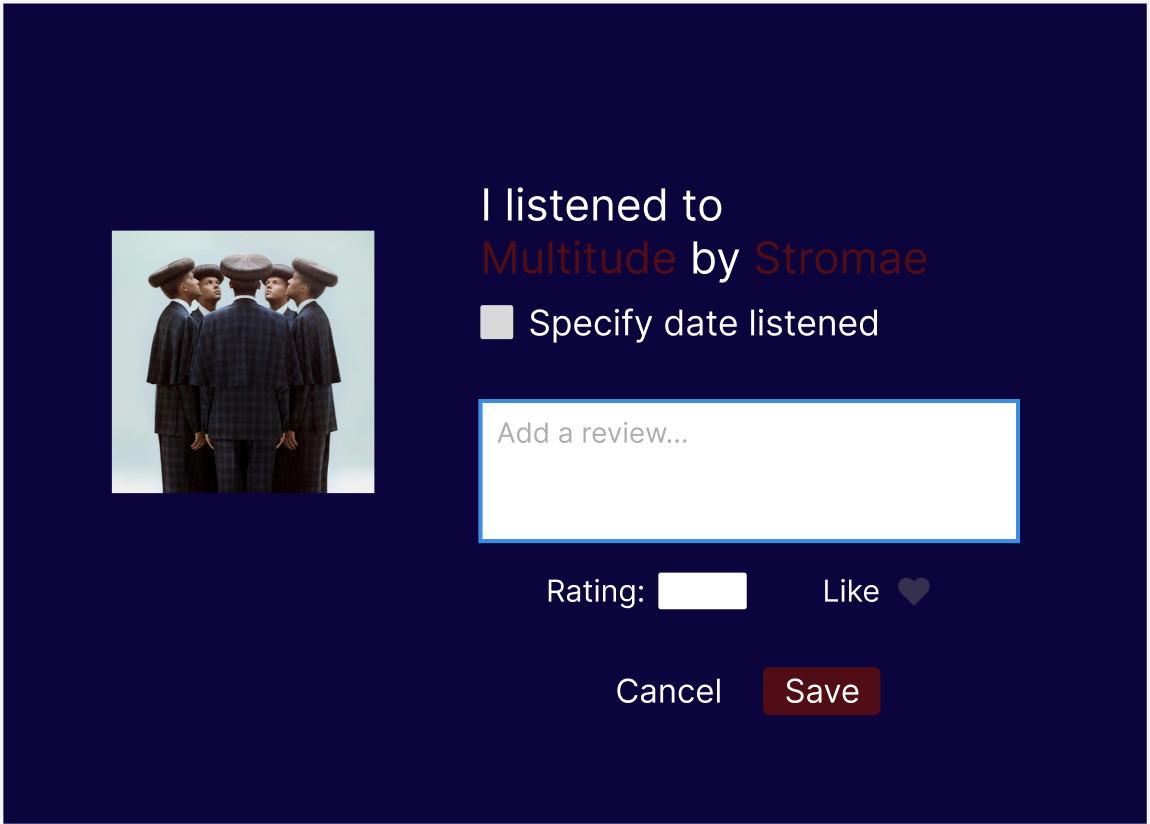 I listened to
Multitude by Stromae
Specify date listened
Add a review...
Rating:
Like
Cancel
Save